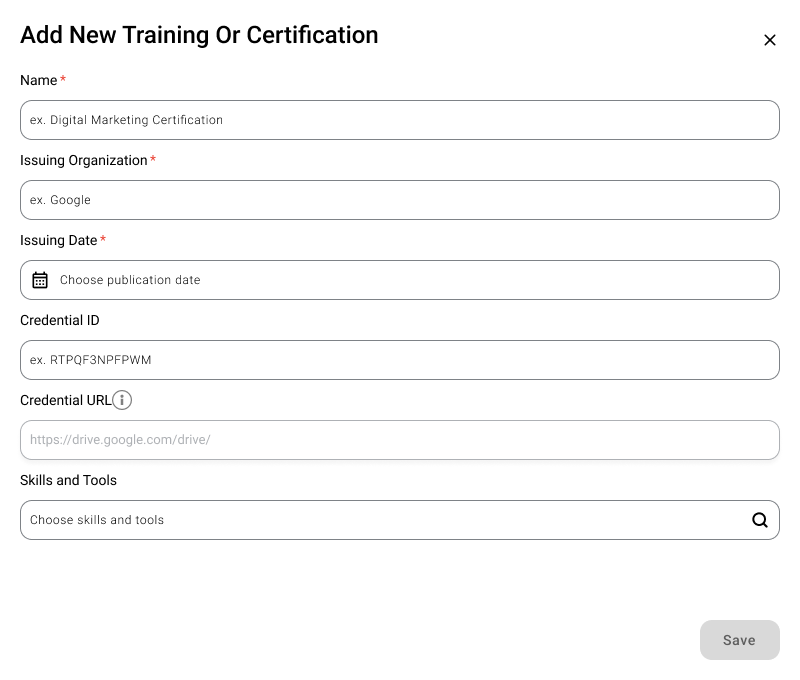 Add New Training Or Certification
Name *
ex. Digital Marketing Certification
Issuing Organization *
ex. Google
Issuing Date *
Choose publication date
Credential ID
ex. RTPQF3NPFPWM
Credential URL
https://drive.google.com/drive/
Skills and Tools
Choose skills and tools
Save